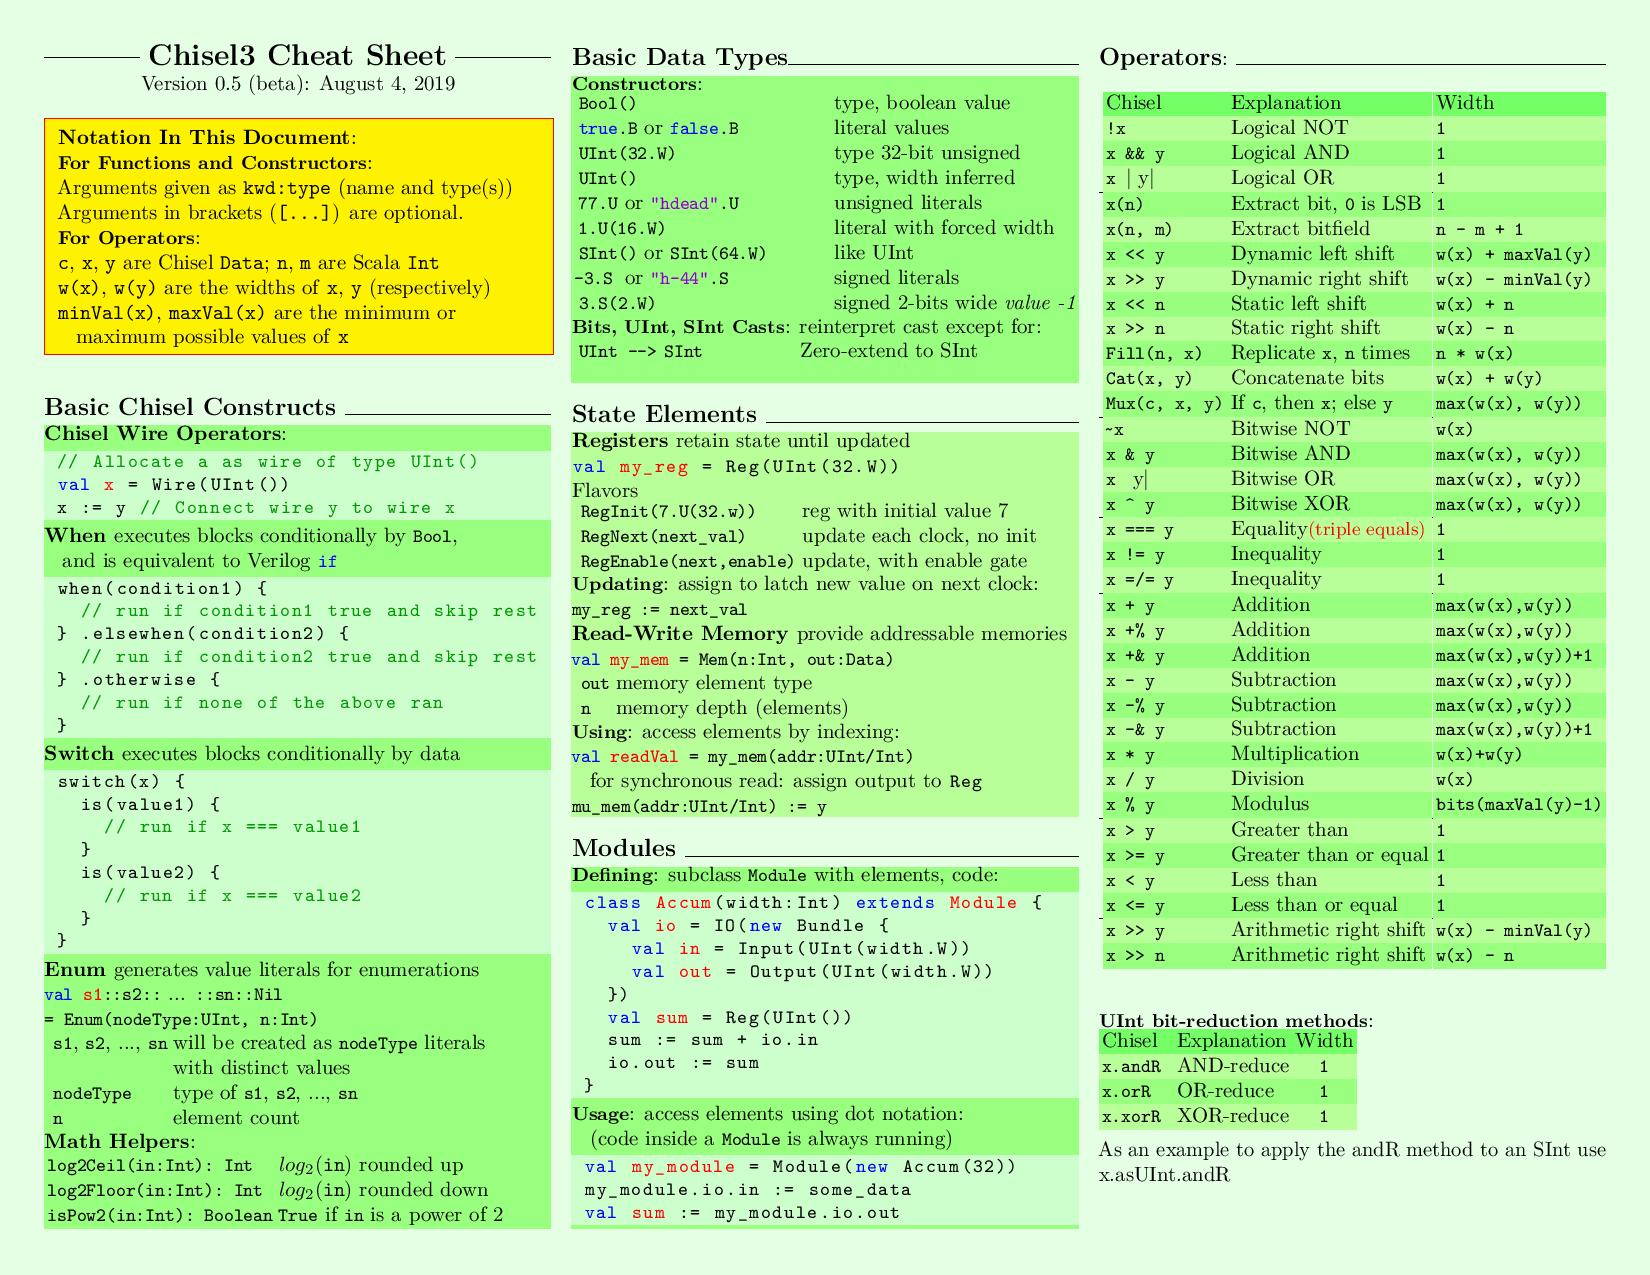 Chisel3 Cheat Sheet
Version 0.5 (beta): August 4, 2019
Notation In This Document:
For Functions and Constructors:
Arguments given as kwd:type (name and type(s))
Arguments in brackets ([...]) are optional.
For Operators:
c, x, y are Chisel Data; n, m are Scala Int
w(x), w(y) are the widths of x, y (respectively)
minVal(x), maxVal(x) are the minimum or
maximum possible values of x
Basic Chisel Constructs
Chisel Wire Operators:
// Allocate a as wire of type UInt()
val x = Wire(UInt())
x := y // Connect wire y to wire x
When executes blocks conditionally by Bool,
and is equivalent to Verilog if
when(condition1) {
// run if condition1 true and skip rest
} .elsewhen(condition2) {
// run if condition2 true and skip rest
} .otherwise {
// run if none of the above ran
}
Switch executes blocks conditionally by data
switch(x) {
is(value1) {
// run if x === value1
}
is(value2) {
// run if x === value2
}
}
Enum generates value literals for enumerations
val s1::s2:: ... ::sn::Nil
= Enum(nodeType:UInt, n:Int)
s1, s2, ..., sn will be created as nodeType literals
with distinct values
nodeType type of s1, s2, ..., sn
n element count
Math Helpers:
log2Ceil(in:Int): Int log2(in) rounded up
log2Floor(in:Int): Int log2(in) rounded down
isPow2(in:Int): Boolean True if in is a power of 2
Basic Data Types
Constructors:
Bool() type, boolean value
true.B or false.B literal values
UInt(32.W) type 32-bit unsigned
UInt() type, width inferred
77.U or "hdead".U unsigned literals
1.U(16.W) literal with forced width
SInt() or SInt(64.W) like UInt
-3.S or "h-44".S signed literals
3.S(2.W) signed 2-bits wide value -1
Bits, UInt, SInt Casts: reinterpret cast except for:
UInt --> SInt Zero-extend to SInt
State Elements
Registers retain state until updated
val my_reg = Reg(UInt(32.W))
Flavors
RegInit(7.U(32.w)) reg with initial value 7
RegNext(next_val) update each clock, no init
RegEnable(next,enable) update, with enable gate
Updating: assign to latch new value on next clock:
my_reg := next_val
Read-Write Memory provide addressable memories
val my_mem = Mem(n:Int, out:Data)
out memory element type
n memory depth (elements)
Using: access elements by indexing:
val readVal = my_mem(addr:UInt/Int)
for synchronous read: assign output to Reg
mu_mem(addr:UInt/Int) := y
Modules
Defining: subclass Module with elements, code:
class Accum(width:Int) extends Module {
val io = IO(new Bundle {
val in = Input(UInt(width.W))
val out = Output(UInt(width.W))
})
val sum = Reg(UInt())
sum := sum + io.in
io.out := sum
}
Usage: access elements using dot notation:
(code inside a Module is always running)
val my_module = Module(new Accum(32))
my_module.io.in := some_data
val sum := my_module.io.out
Operators:
Chisel Explanation Width
!x Logical NOT 1
x && y Logical AND 1
x | y| Logical OR 1
x(n) Extract bit, 0 is LSB 1
x(n, m) Extract bitfield n - m + 1
x << y Dynamic left shift w(x) + maxVal(y)
x >> y Dynamic right shift w(x) - minVal(y)
x << n Static left shift w(x) + n
x >> n Static right shift w(x) - n
Fill(n, x) Replicate x, n times n * w(x)
Cat(x, y) Concatenate bits w(x) + w(y)
Mux(c, x, y) If c, then x; else y max(w(x), w(y))
~x Bitwise NOT w(x)
x & y Bitwise AND max(w(x), w(y))
x y| Bitwise OR max(w(x), w(y))
x ^ y Bitwise XOR max(w(x), w(y))
x === y Equality(triple equals) 1
x != y Inequality 1
x =/= y Inequality 1
x + y Addition max(w(x),w(y))
x +% y Addition max(w(x),w(y))
x +& y Addition max(w(x),w(y))+1
x - y Subtraction max(w(x),w(y))
x -% y Subtraction max(w(x),w(y))
x -& y Subtraction max(w(x),w(y))+1
x * y Multiplication w(x)+w(y)
x / y Division w(x)
x % y Modulus bits(maxVal(y)-1)
x > y Greater than 1
x >= y Greater than or equal 1
x < y Less than 1
x <= y Less than or equal 1
x >> y Arithmetic right shift w(x) - minVal(y)
x >> n Arithmetic right shift w(x) - n
UInt bit-reduction methods:
Chisel Explanation Width
x.andR AND-reduce 1
x.orR OR-reduce 1
x.xorR XOR-reduce 1
As an example to apply the andR method to an SInt use
x.asUInt.andR